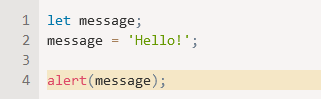 1 let message;
2 message = 'Hello!';
3
4 alert(message);